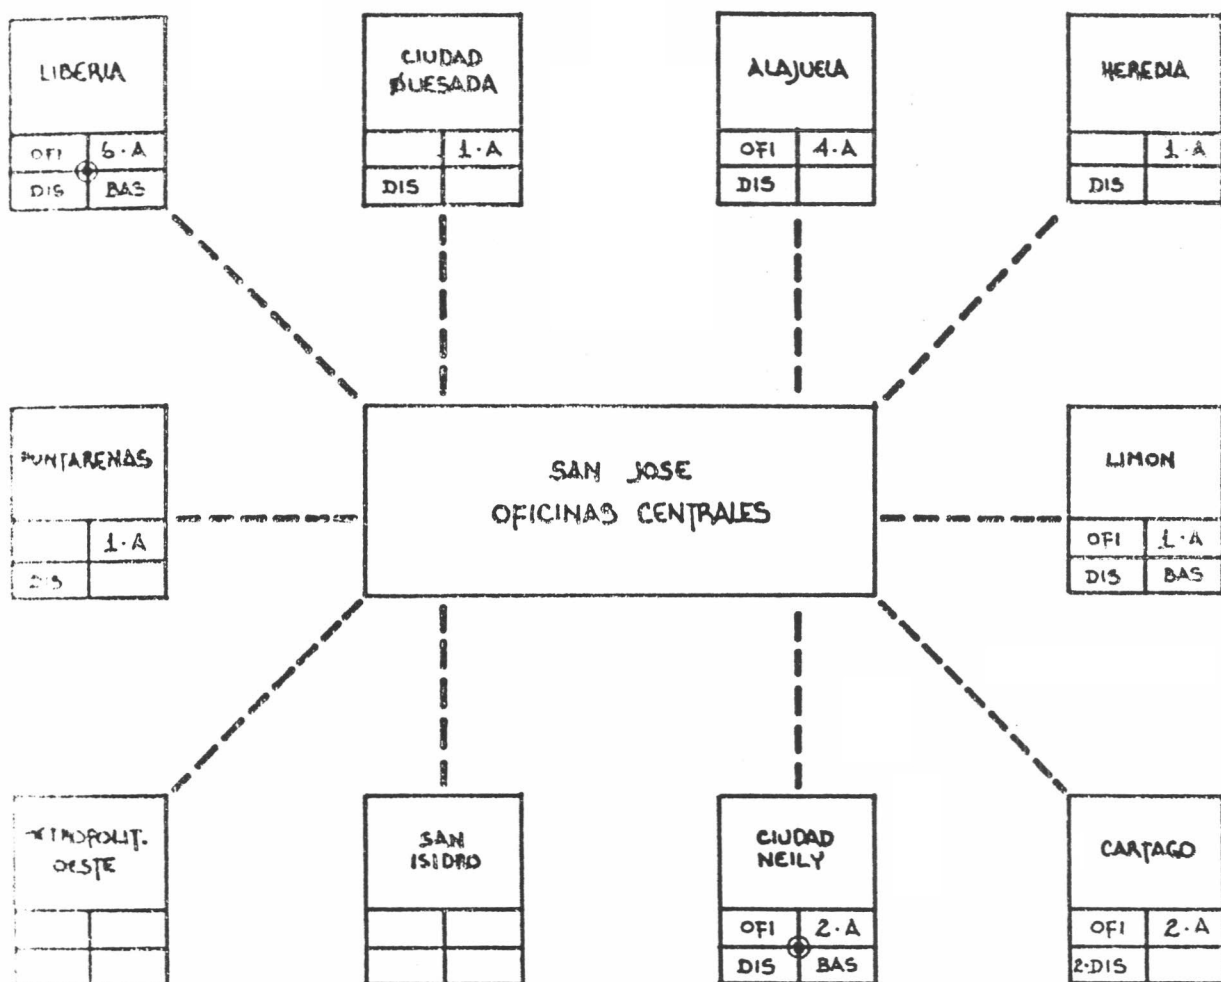 LIBERIA
OFI 6·A
DIS BAS
CIUDAD
QUESADA
1·A
DIS
ALAJUELA
OFI 4·A
DIS
HEREDIA
1·A
DIS
PUNTARENAS
1·A
DIS
SAN JOSE
OFICINAS CENTRALES
LIMON
OFI 1·A
DIS BAS
METROPOLIT.
OESTE
SAN
ISIDRO
CIUDAD
NEILY
OFI 2·A
DIS BAS
CARTAGO
OFI 2·A
2·DIS